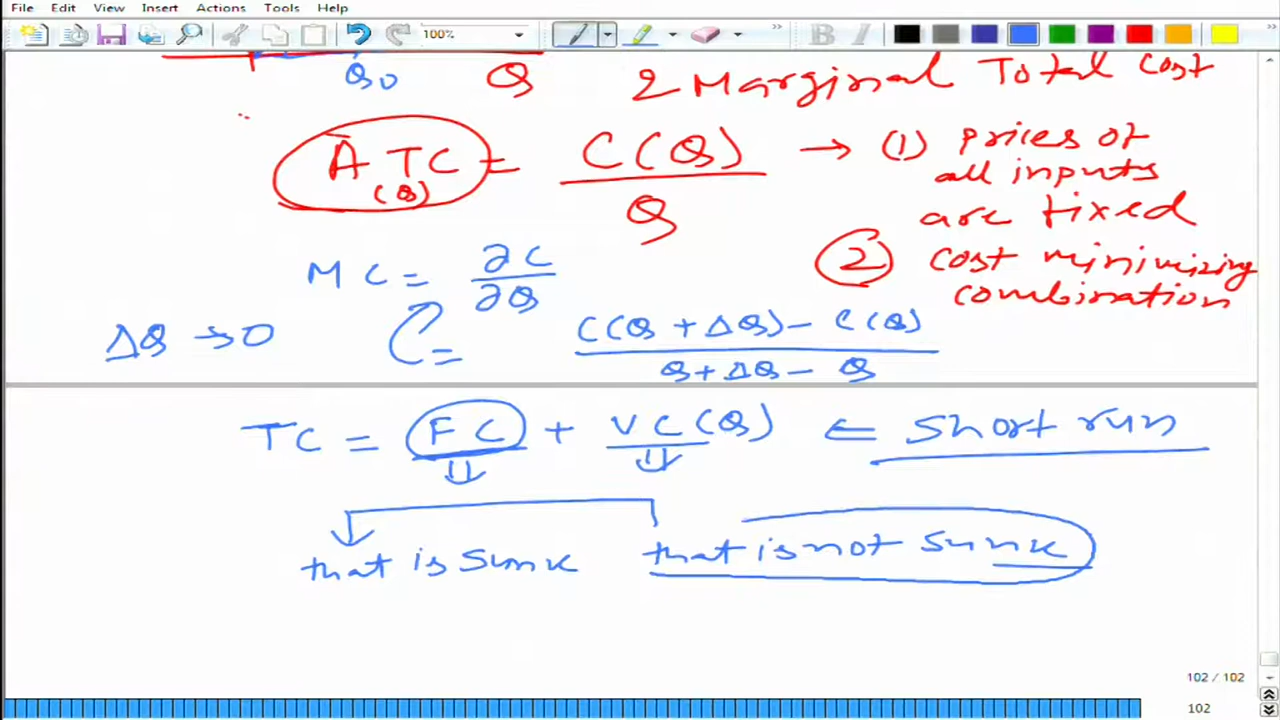 File Edit View Insert Actions Tools Help
100%
Q0 Q 2 Marginal Total Cost
ATC(Q) = C(Q)/Q → (1) prices of
all inputs
are fixed
2 cost minimizing
combination
MC = ∂C/∂Q
ΔQ → 0 = C(Q + ΔQ) - C(Q) / Q + ΔQ - Q
TC = FC + VC(Q) ⇐ Short run
that is Sunk that is not Sunk
102 / 102
102